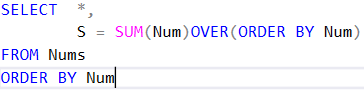 SELECT  *,
        S = SUM(Num)OVER(ORDER BY Num)
FROM Nums
ORDER BY Num